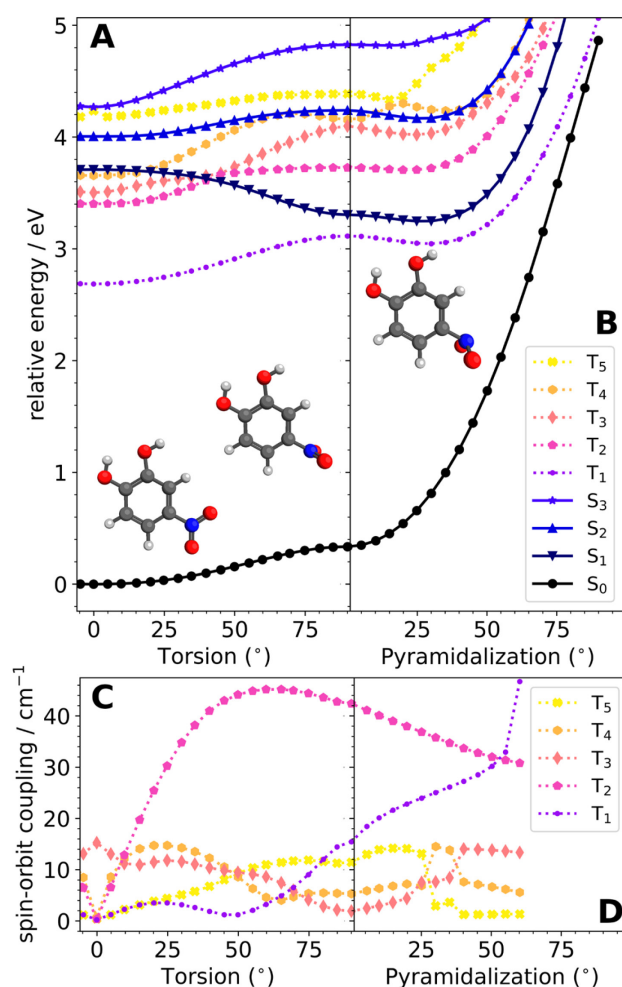 A
5
4
3
2
1
0
relative energy / eV
B
T₅
T₄
T₃
T₂
T₁
S₃
S₂
S₁
S₀
0 25 50 75 25 50 75
Torsion (°) Pyramidalization (°)
C
40
30
20
10
0
spin-orbit coupling / cm⁻¹
T₅
T₄
T₃
T₂
T₁
D
0 25 50 75 25 50 75
Torsion (°) Pyramidalization (°)